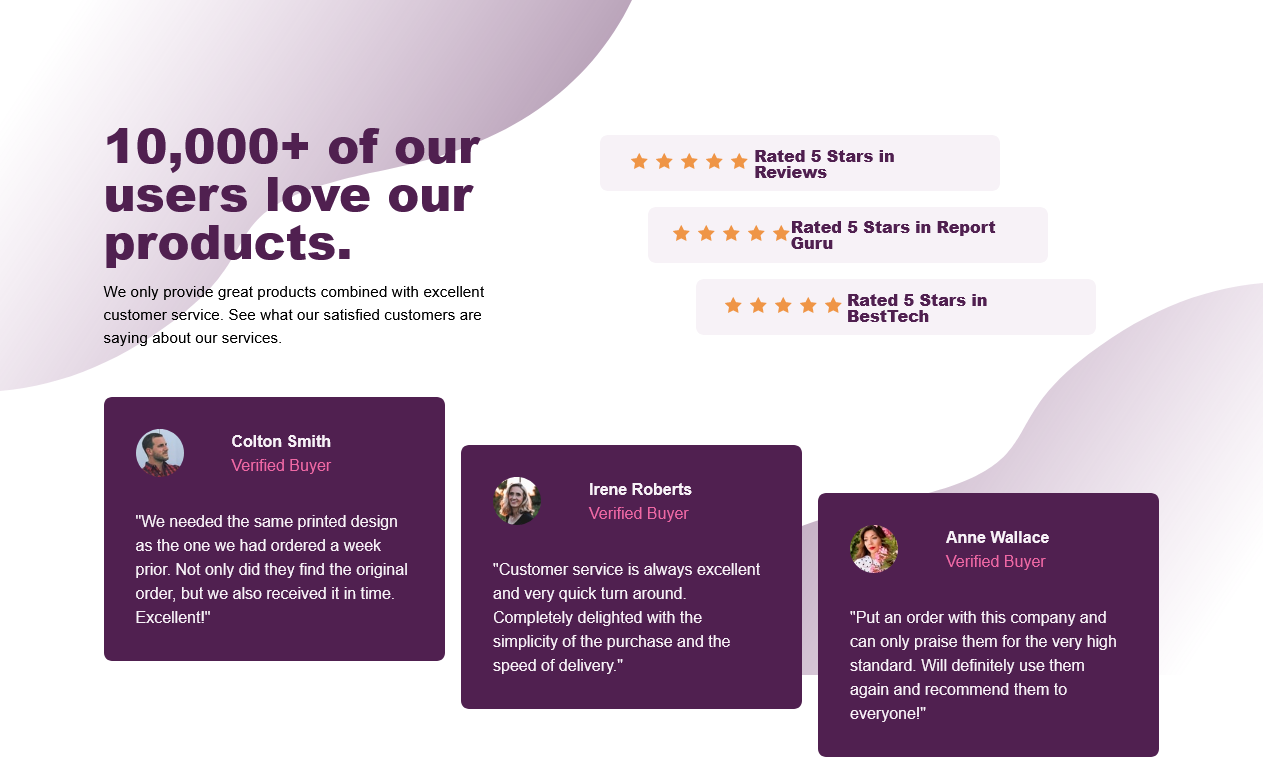 10,000+ of our
users love our
products.
We only provide great products combined with excellent
customer service. See what our satisfied customers are
saying about our services.
Rated 5 Stars in
Reviews
Rated 5 Stars in Report
Guru
Rated 5 Stars in
BestTech
Colton Smith
Verified Buyer
"We needed the same printed design
as the one we had ordered a week
prior. Not only did they find the original
order, but we also received it in time.
Excellent!"
Irene Roberts
Verified Buyer
"Customer service is always excellent
and very quick turn around.
Completely delighted with the
simplicity of the purchase and the
speed of delivery."
Anne Wallace
Verified Buyer
"Put an order with this company and
can only praise them for the very high
standard. Will definitely use them
again and recommend them to
everyone!"